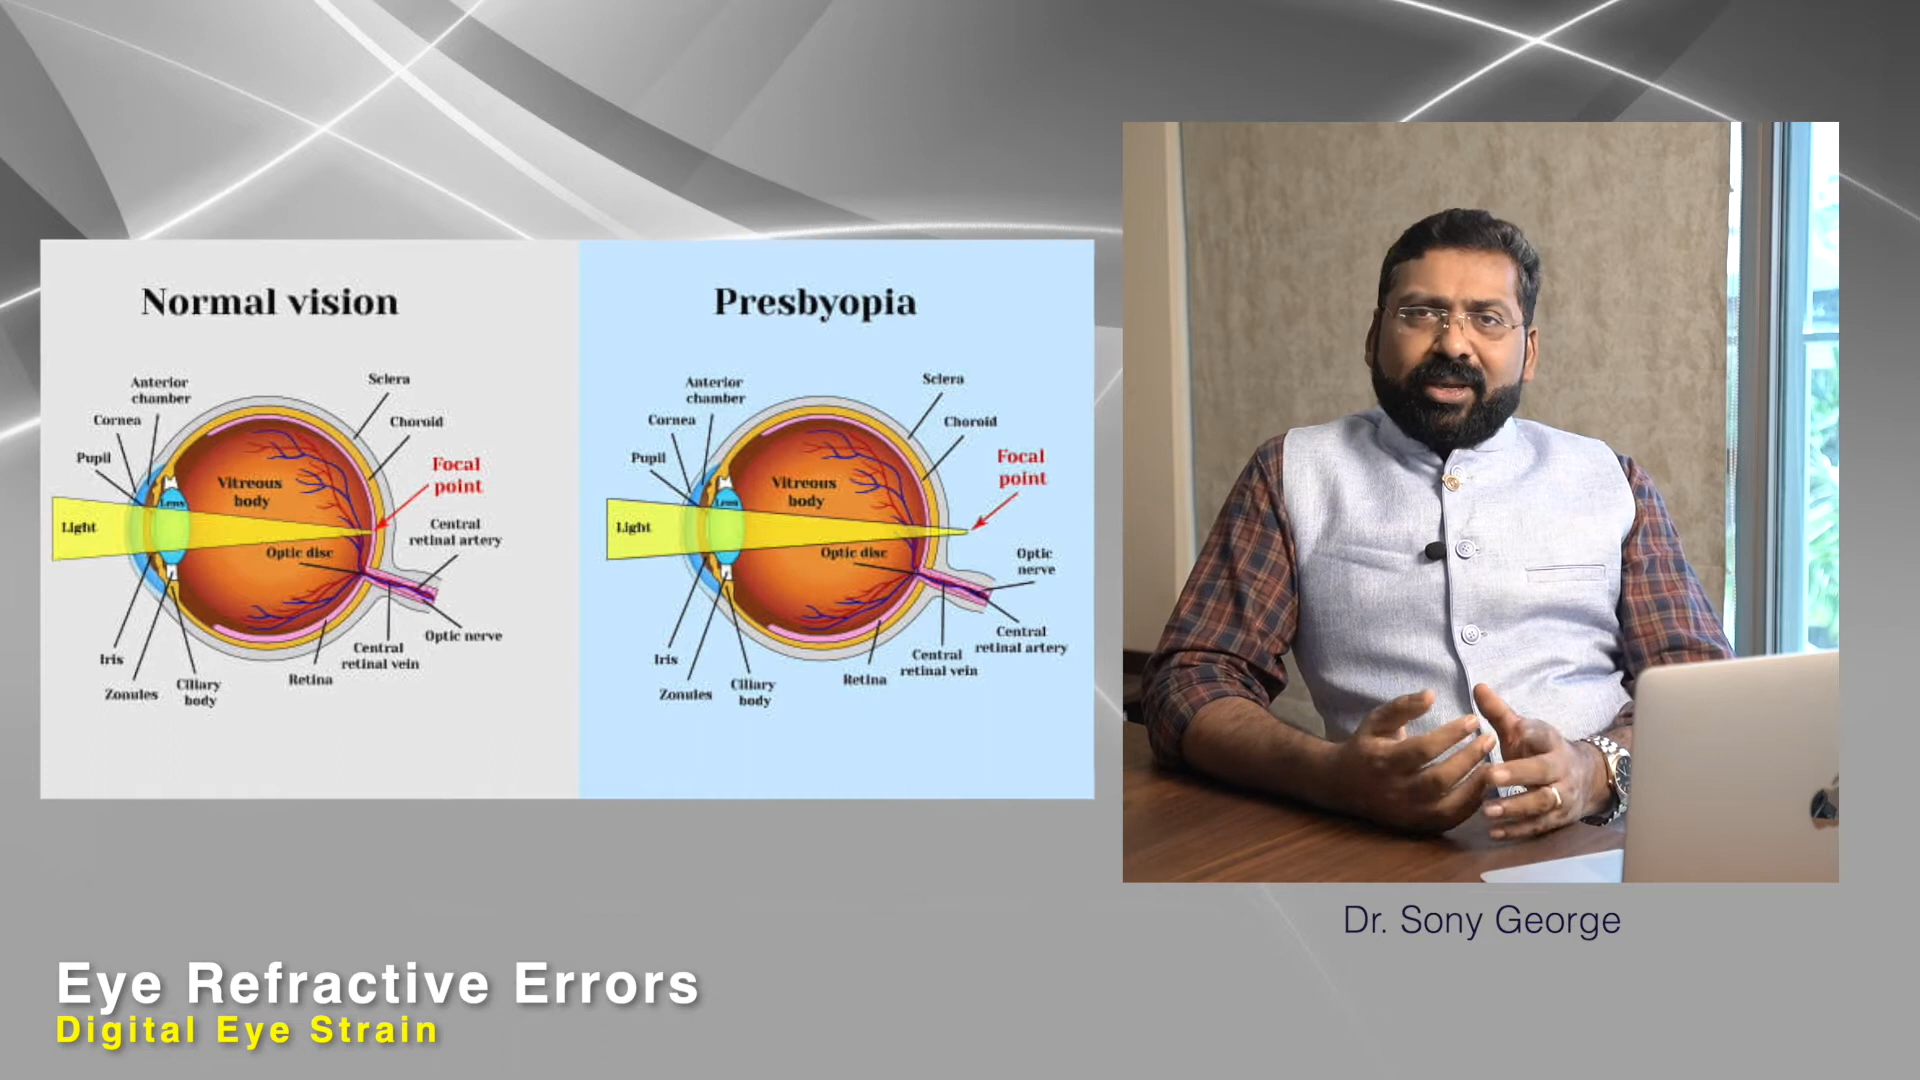 Normal vision
Anterior
chamber
Sclera
Cornea
Choroid
Pupil
Focal
point
Vitreous
body
Lens
Light
Central
retinal artery
Optic disc
Optic nerve
Central
retinal vein
Iris
Retina
Zonules
Ciliary
body
Presbyopia
Anterior
chamber
Sclera
Cornea
Choroid
Pupil
Focal
point
Vitreous
body
Lens
Light
Optic disc
Optic
nerve
Central
retinal artery
Central
retinal vein
Iris
Retina
Zonules
Ciliary
body
Dr. Sony George
Eye Refractive Errors
Digital Eye Strain